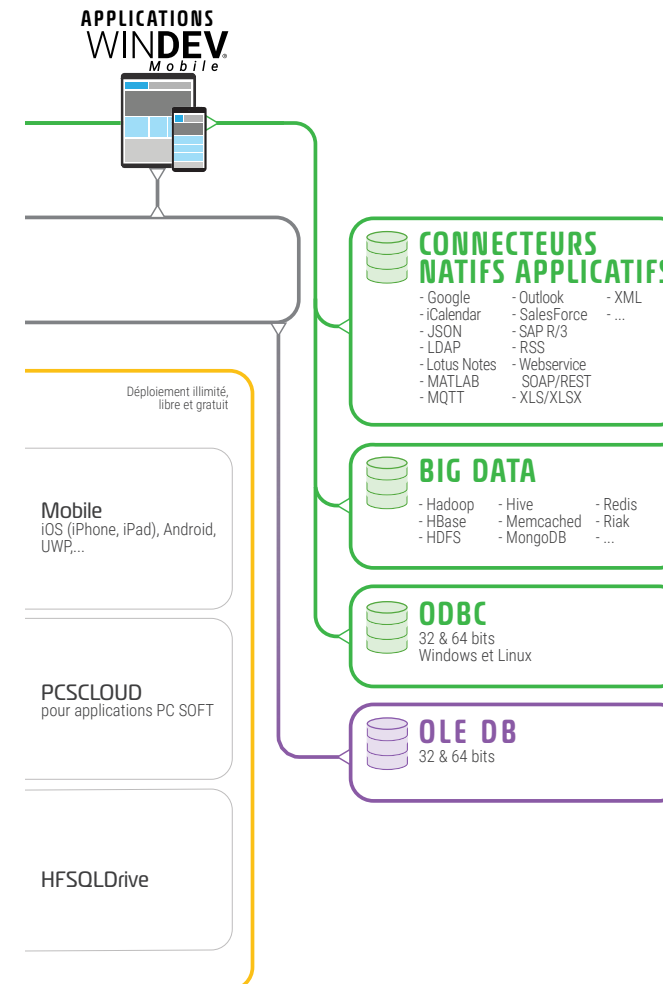 APPLICATIONS
WINDEV®
Mobile
CONNECTEURS
NATIFS APPLICATIFS
- Google
- iCalendar
- JSON
- LDAP
- Lotus Notes
- MATLAB
- MQTT
- Outlook
- SalesForce
- SAP R/3
- RSS
- Webservice
SOAP/REST
- XLS/XLSX
- XML
- ...
Déploiement illimité,
libre et gratuit
Mobile
iOS (iPhone, iPad), Android,
UWP,...
BIG DATA
- Hadoop
- HBase
- HDFS
- Hive
- Memcached
- MongoDB
- Redis
- Riak
- ...
ODBC
32 & 64 bits
Windows et Linux
PCSCLOUD
pour applications PC SOFT
OLE DB
32 & 64 bits
HFSQLDrive